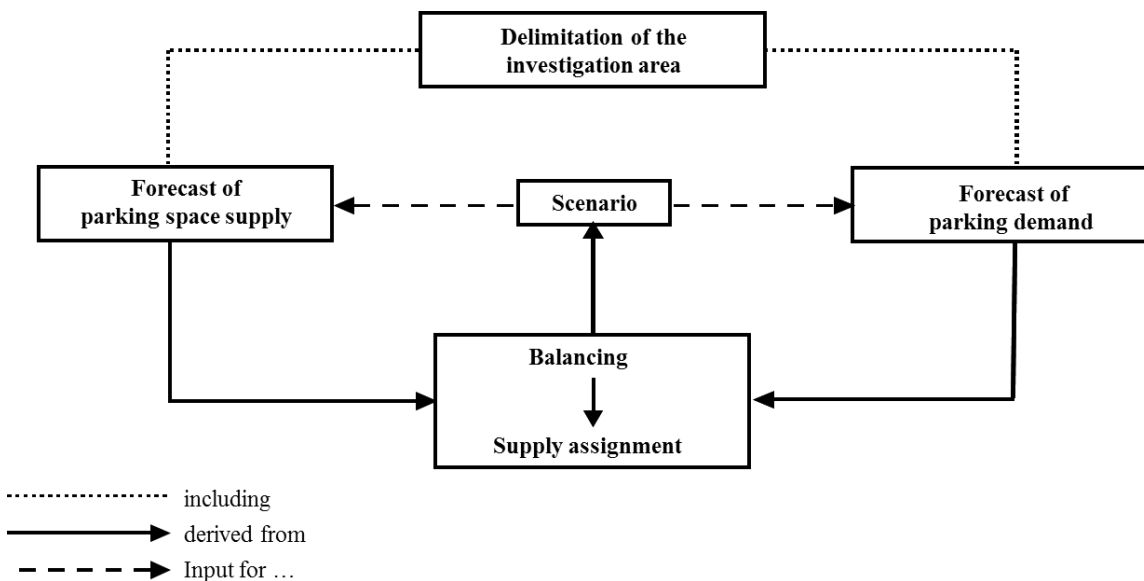 Delimitation of the
investigation area
Forecast of
parking space supply
Scenario
Forecast of
parking demand
Balancing
Supply assignment
including
derived from
Input for …